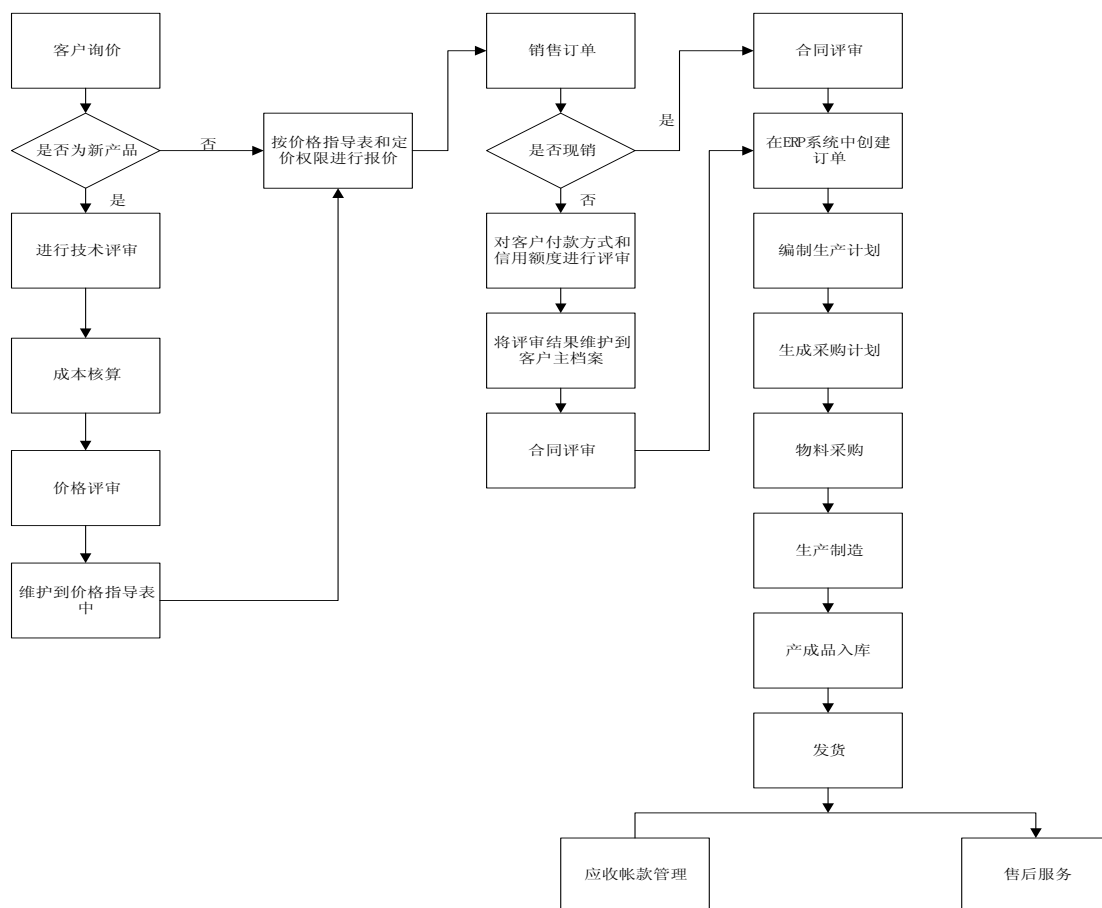 客户询价
是否为新产品
否
是
进行技术评审
成本核算
价格评审
维护到价格指导表
中
按价格指导表和定
价权限进行报价
销售订单
是否现销
是
否
对客户付款方式和
信用额度进行评审
将评审结果维护到
客户主档案
合同评审
合同评审
在ERP系统中创建
订单
编制生产计划
生成采购计划
物料采购
生产制造
产成品入库
发货
应收帐款管理
售后服务